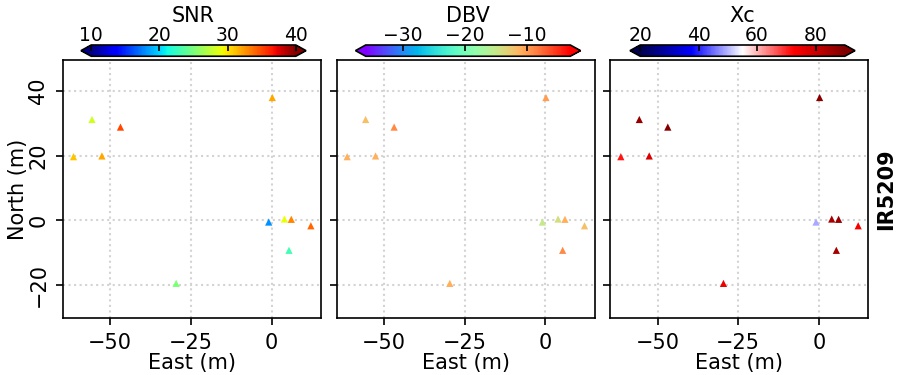 SNR DBV Xc
10 20 30 40 −30 −20 −10 20 40 60 80
40
20
0
−20
North (m)
IR5209
−50 −25 0 −50 −25 0 −50 −25 0
East (m) East (m) East (m)